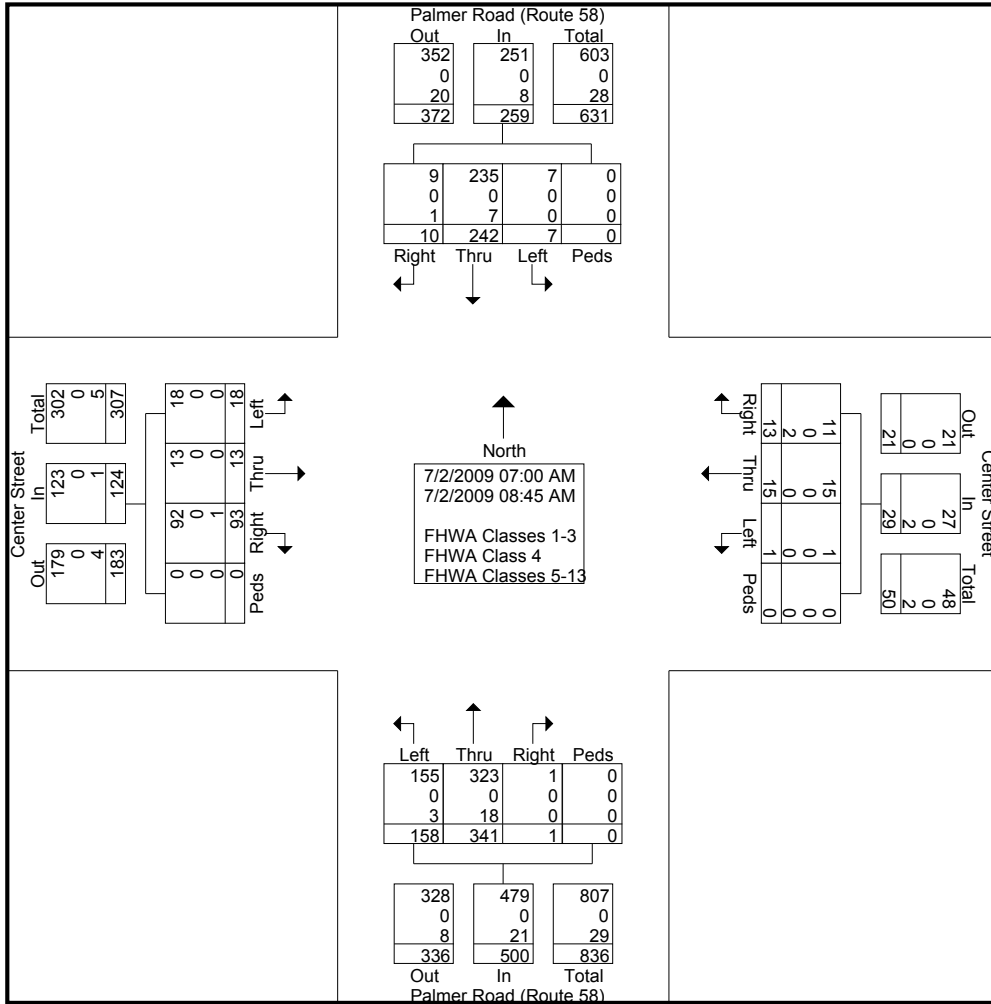 Palmer Road (Route 58)
Out In Total
352 251 603
0 0 0
20 8 28
372 259 631
9 235 7 0
0 0 0 0
1 7 0 0
10 242 7 0
Right Thru Left Peds
Center Street
Total
302 0 5 307
In
123 0 1 124
Out
179 0 4 183
18 0 0 18
Left
13 0 0 13
Thru
92 0 1 93
Right
0 0 0 0
Peds
North
7/2/2009 07:00 AM
7/2/2009 08:45 AM
FHWA Classes 1-3
FHWA Class 4
FHWA Classes 5-13
Right
11 0 2 13
Thru
15 0 0 15
Left
1 0 0 1
Peds
0 0 0 0
Out
21 0 0 21
In
27 0 2 29
Total
48 0 2 50
Center Street
Left Thru Right Peds
155 323 1 0
0 0 0 0
3 18 0 0
158 341 1 0
328 479 807
0 0 0
8 21 29
336 500 836
Out In Total
Palmer Road (Route 58)